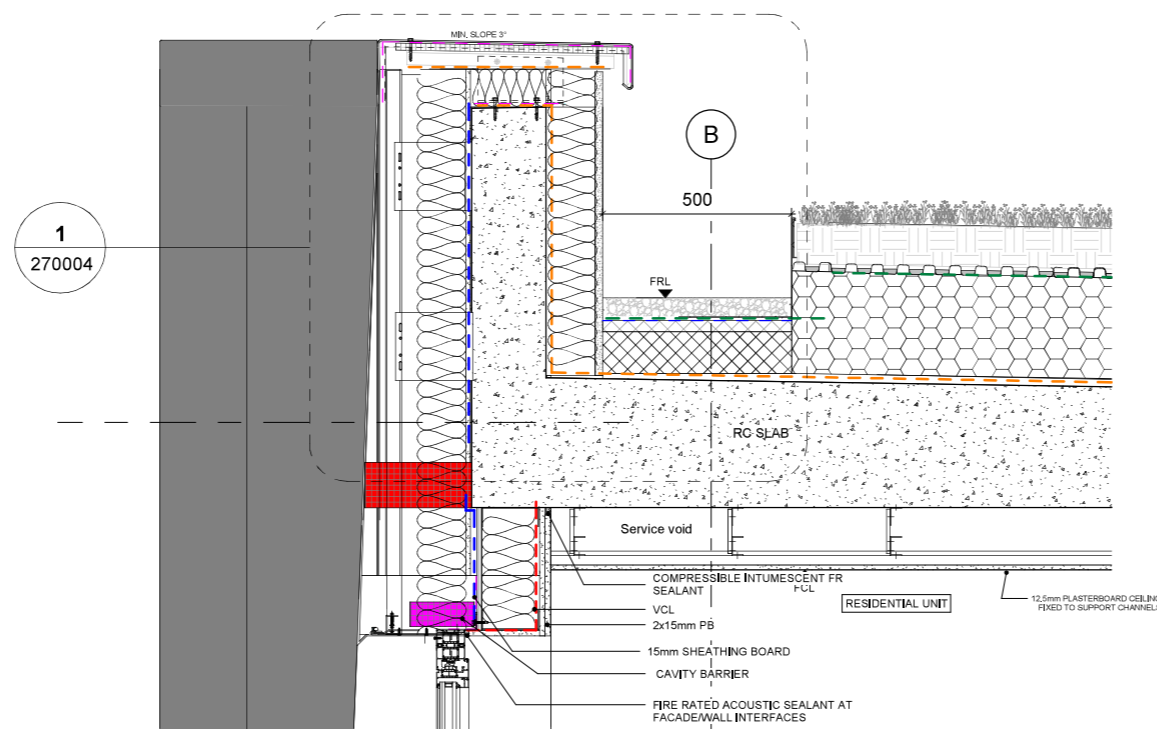 MIN. SLOPE 3°
B
500
1
270004
FRL
RC SLAB
Service void
COMPRESSIBLE INTUMESCENT FR
SEALANT
FCL
VCL
2x15mm PB
RESIDENTIAL UNIT
12,5mm PLASTERBOARD CEILING
FIXED TO SUPPORT CHANNELS
15mm SHEATHING BOARD
CAVITY BARRIER
FIRE RATED ACOUSTIC SEALANT AT
FACADE/WALL INTERFACES